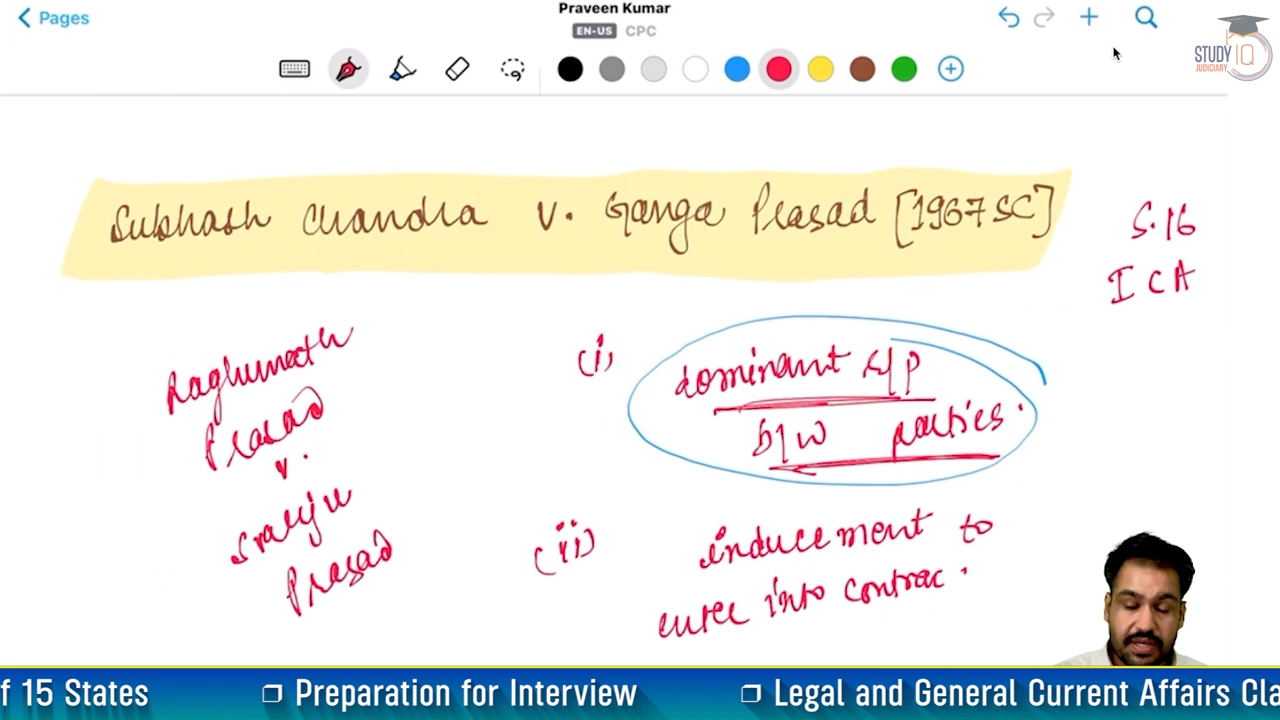 Pages
Praveen Kumar
EN-US CPC
STUDY IQ
JUDICIARY
Subhash Chandra v. Ganga Prasad [1967 SC]
S.16
ICA
Raghunath
Prasad
v.
Sraju
Prasad
(i) dominant r/p
b/w parties.
(ii) inducement to
enter into contrac.
of 15 States
❐ Preparation for Interview
❐ Legal and General Current Affairs Cla